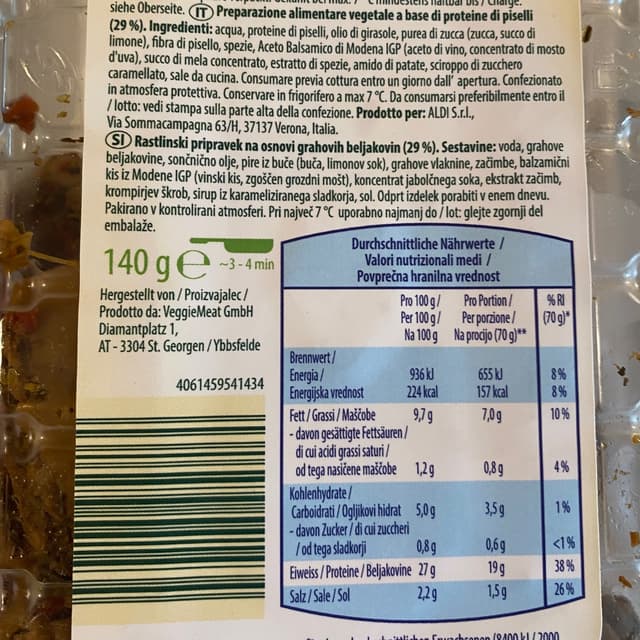 siehe Oberseite. IT Preparazione alimentare vegetale a base di proteine di piselli
(29 %). Ingredienti: acqua, proteine di piselli, olio di girasole, purea di zucca (zucca, succo di
limone), fibra di pisello, spezie, Aceto Balsamico di Modena IGP (aceto di vino, concentrato di mosto
d'uva), succo di mela concentrato, estratto di spezie, amido di patate, sciroppo di zucchero
caramellato, sale da cucina. Consumare previa cottura entro un giorno dall' apertura. Confezionato
in atmosfera protettiva. Conservare in frigorifero a max 7 °C. Da consumarsi preferibilmente entro il
/ lotto: vedi stampa sulla parte alta della confezione. Prodotto per: ALDI S.r.l.,
Via Sommacampagna 63/H, 37137 Verona, Italia.
SI Rastlinski pripravek na osnovi grahovih beljakovin (29 %). Sestavine: voda, grahove
beljakovine, sončnično olje, pire iz buče (buča, limonov sok), grahove vlaknine, začimbe, balzamični
kis iz Modene IGP (vinski kis, zgoščen grozdni mošt), koncentrat jabolčnega soka, ekstrakt začimb,
krompirjev škrob, sirup iz karameliziranega sladkorja, sol. Odprt izdelek porabiti v enem dnevu.
Pakirano v kontrolirani atmosferi. Pri največ 7 °C uporabno najmanj do / lot: glejte zgornji del
embalaže.
140 g e ~3 - 4 min
Hergestellt von / Proizvajalec /
Prodotto da: VeggieMeat GmbH
Diamantplatz 1,
AT - 3304 St. Georgen / Ybbsfelde
4061459541434
Durchschnittliche Nährwerte /
Valori nutrizionali medi /
Povprečna hranilna vrednost
Pro 100 g / Pro Portion / % RI
Per 100 g / Per porzione / (70 g)*
Na 100 g Na procijo (70 g)**
Brennwert /
Energia / 936 kJ 655 kJ 8 %
Energijska vrednost 224 kcal 157 kcal 8 %
Fett / Grassi / Maščobe 9,7 g 7,0 g 10 %
- davon gesättigte Fettsäuren /
di cui acidi grassi saturi /
od tega nasičene maščobe 1,2 g 0,8 g 4 %
Kohlenhydrate /
Carboidrati / Ogljikovi hidrat 5,0 g 3,5 g 1 %
- davon Zucker / di cui zuccheri
/ od tega sladkorji 0,8 g 0,6 g <1 %
Eiweiss / Proteine / Beljakovine 27 g 19 g 38 %
Salz / Sale / Sol 2,2 g 1,5 g 26 %